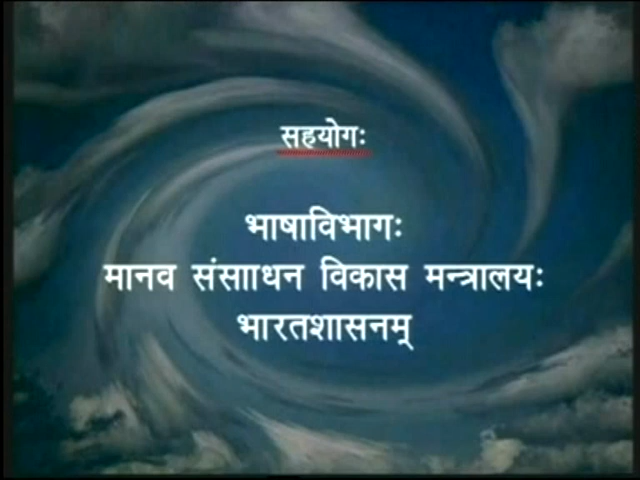 सहयोगः
भाषाविभागः
मानव संसााधन विकास मन्त्रालयः
भारतशासनम्